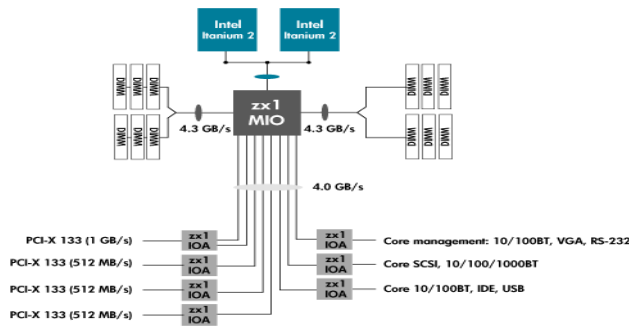 Intel
Itanium 2
Intel
Itanium 2
DIMM
DIMM
DIMM
DIMM
DIMM
DIMM
zx1
MIO
4.3 GB/s
4.3 GB/s
DIMM
DIMM
DIMM
DIMM
DIMM
DIMM
4.0 GB/s
PCI-X 133 (1 GB/s)
zx1
IOA
zx1
IOA
Core management: 10/100BT, VGA, RS-232
PCI-X 133 (512 MB/s)
zx1
IOA
zx1
IOA
Core SCSI, 10/100/1000BT
PCI-X 133 (512 MB/s)
zx1
IOA
zx1
IOA
Core 10/100BT, IDE, USB
PCI-X 133 (512 MB/s)
zx1
IOA